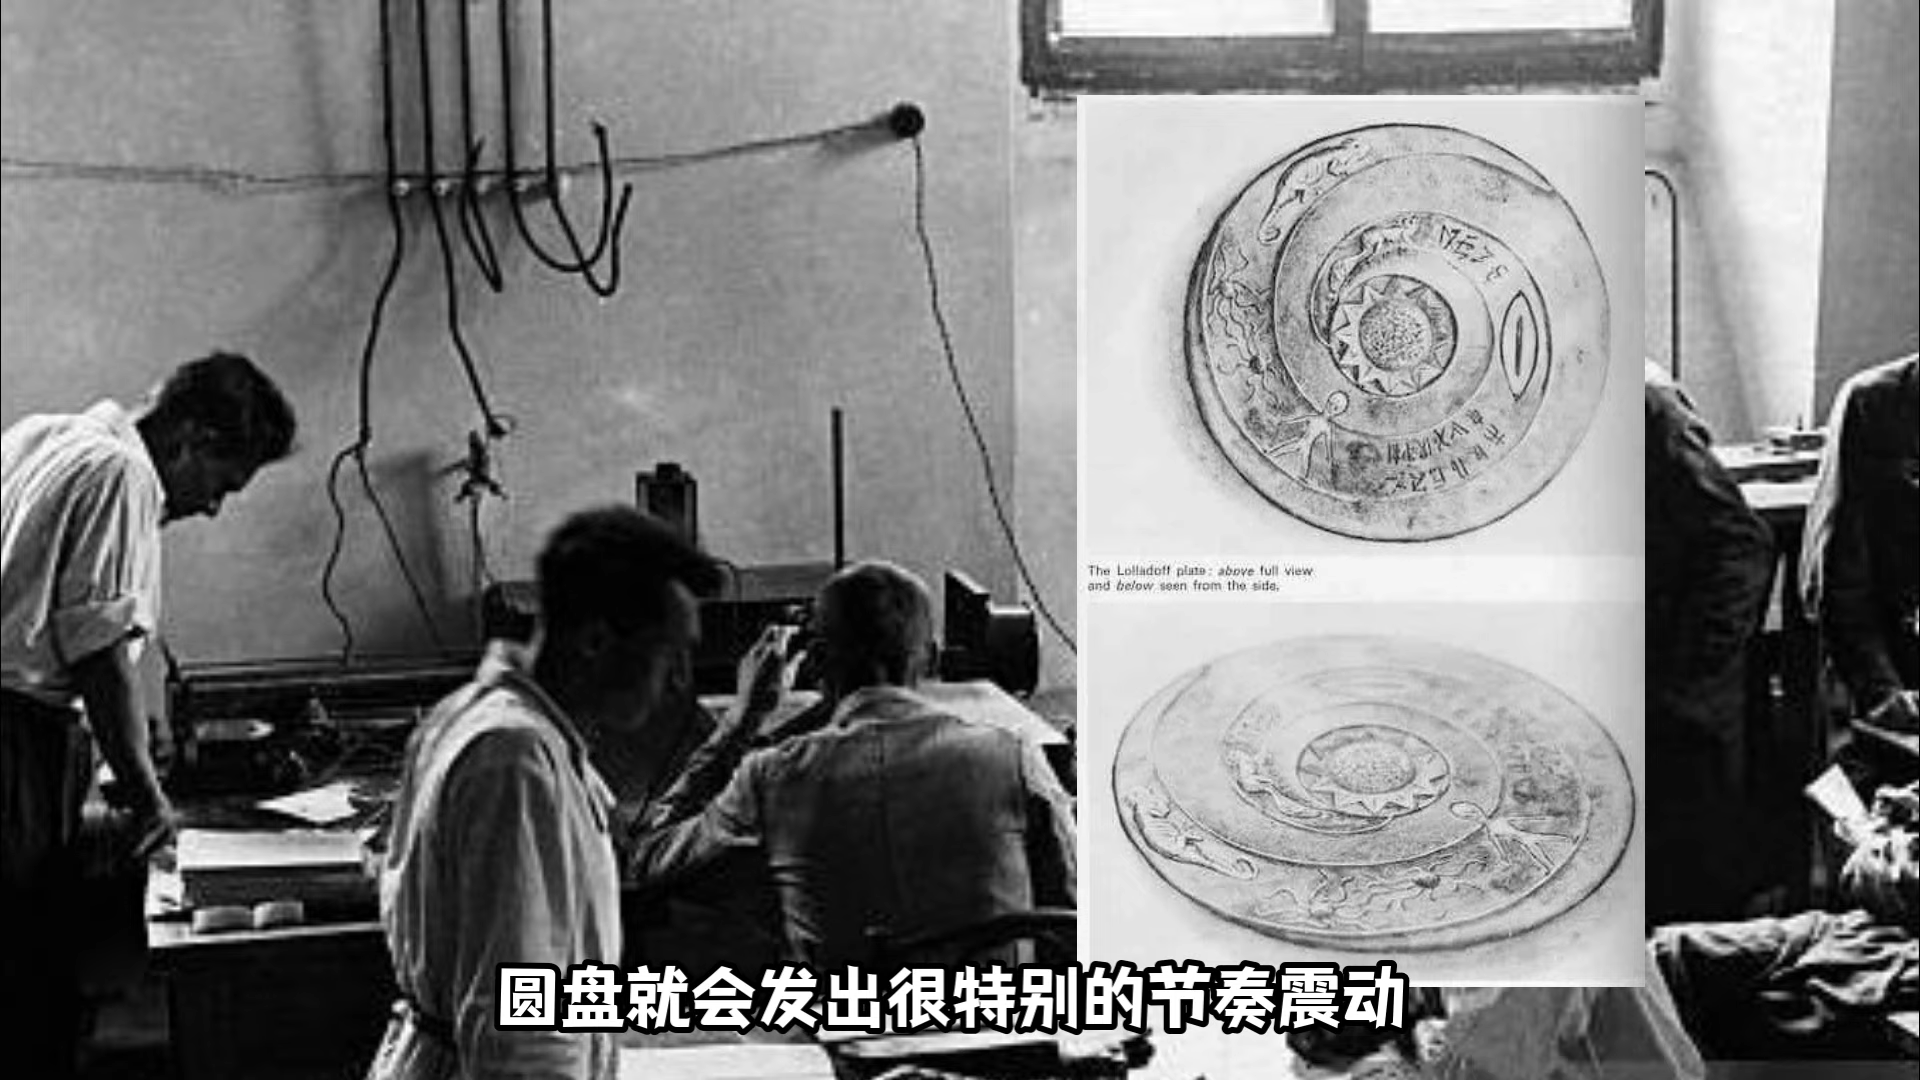 The Lolladoff plate: above full view
and below seen from the side.
圆盘就会发出很特别的节奏震动